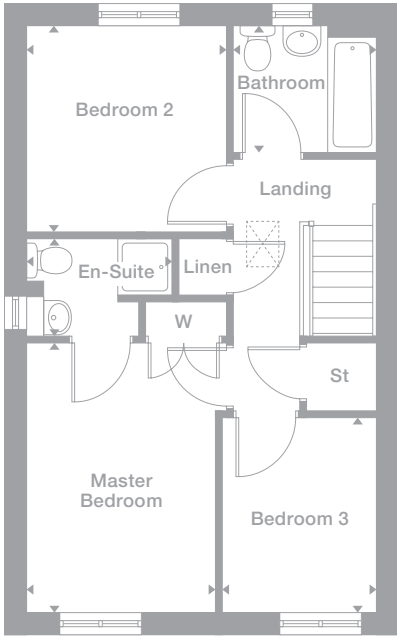 Bedroom 2
Bathroom
Landing
En-Suite
Linen
W
St
Master
Bedroom
Bedroom 3